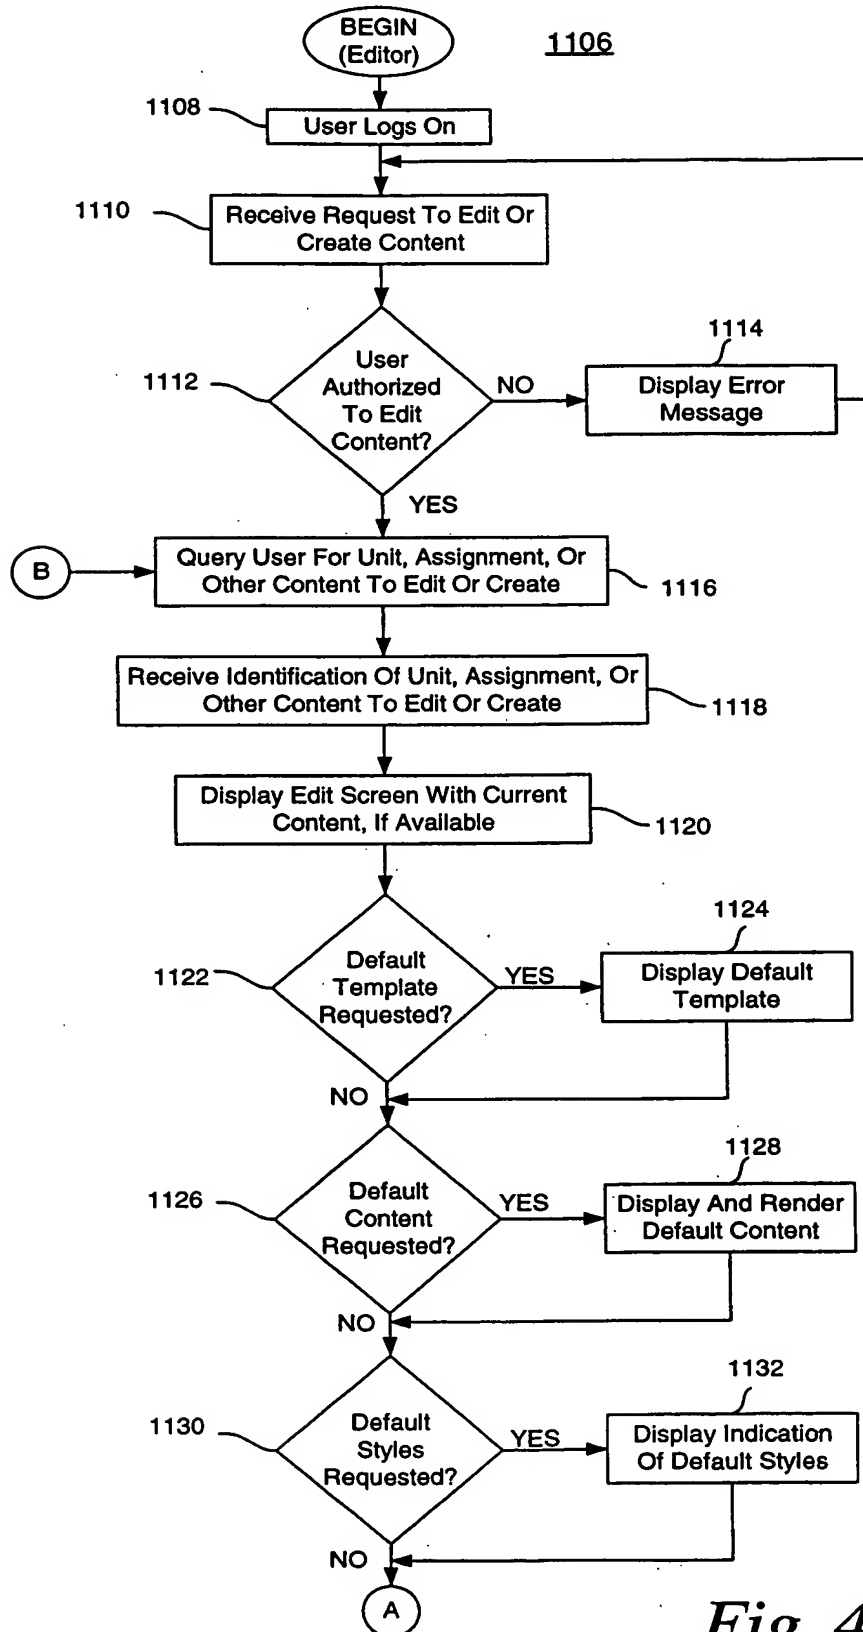 BEGIN
(Editor)
1106
1108
User Logs On
1110
Receive Request To Edit Or
Create Content
1112
User
Authorized
To Edit
Content?
NO
1114
Display Error
Message
YES
B
Query User For Unit, Assignment, Or
Other Content To Edit Or Create
1116
Receive Identification Of Unit, Assignment, Or
Other Content To Edit Or Create
1118
Display Edit Screen With Current
Content, If Available
1120
1122
Default
Template
Requested?
YES
1124
Display Default
Template
NO
1126
Default
Content
Requested?
YES
1128
Display And Render
Default Content
NO
1130
Default
Styles
Requested?
YES
1132
Display Indication
Of Default Styles
NO
A
Fig. 4